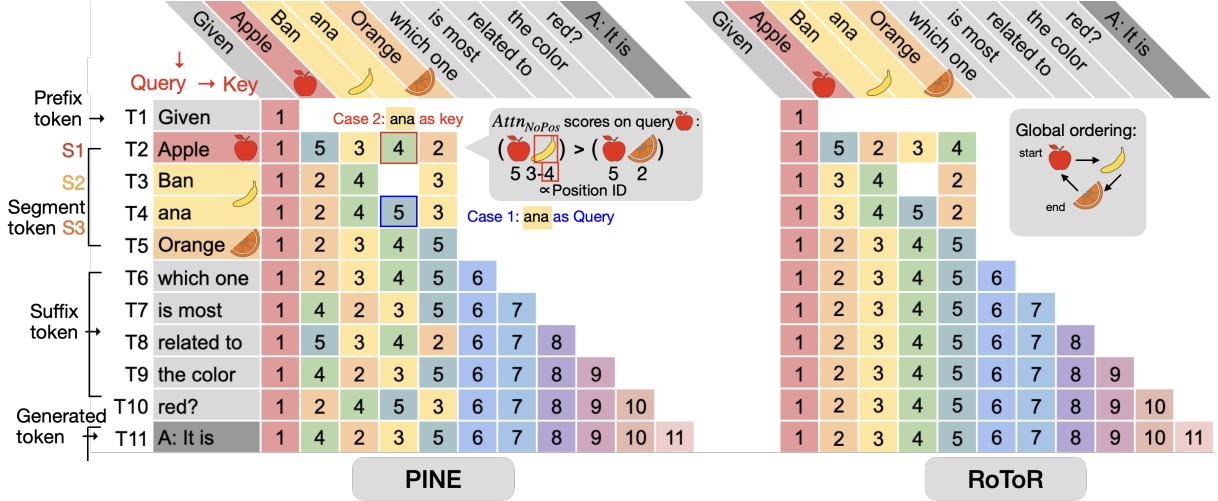 Given
Apple
Ban
ana
Orange
which one
is most
related to
the color
red?
A: It is
Given
Apple
Ban
ana
Orange
which one
is most
related to
the color
red?
A: It is
Query → Key
Prefix token
S1
S2
Segment token S3
Suffix token
Generated token
T1 Given 1
T2 Apple 1 5 3 4 2
T3 Ban 1 2 4 3
T4 ana 1 2 4 5 3
T5 Orange 1 2 3 4 5
T6 which one 1 2 3 4 5 6
T7 is most 1 4 2 3 5 6 7
T8 related to 1 5 3 4 2 6 7 8
T9 the color 1 4 2 3 5 6 7 8 9
T10 red? 1 2 4 5 3 6 7 8 9 10
T11 A: It is 1 4 2 3 5 6 7 8 9 10 11
Case 2: ana as key
AttnNoPos scores on query :
( ) > ( )
5 3-4 5 2
∝Position ID
Case 1: ana as Query
1
1 5 2 3 4
1 3 4 2
1 3 4 5 2
1 2 3 4 5
1 2 3 4 5 6
1 2 3 4 5 6 7
1 2 3 4 5 6 7 8
1 2 3 4 5 6 7 8 9
1 2 3 4 5 6 7 8 9 10
1 2 3 4 5 6 7 8 9 10 11
Global ordering:
start
end
PINE
RoToR